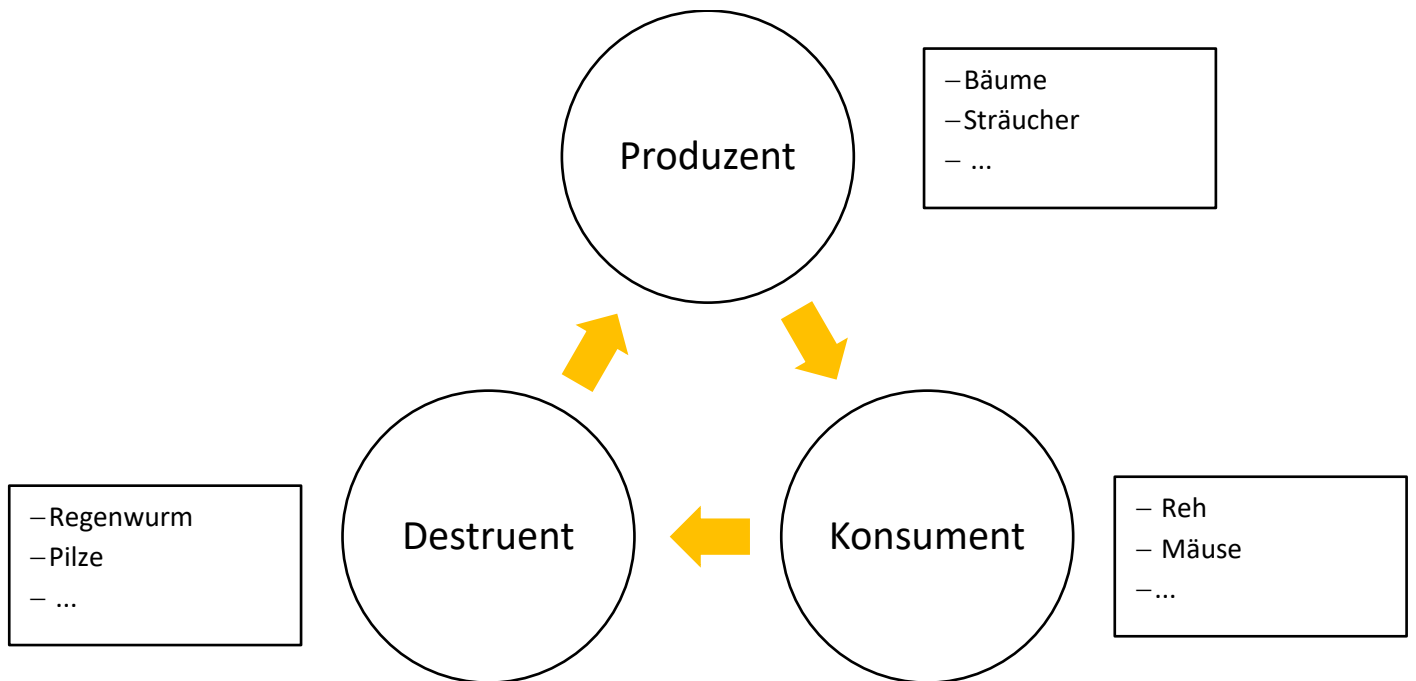 Produzent
–Bäume
–Sträucher
– ...
Destruent
Konsument
–Regenwurm
–Pilze
– ...
– Reh
– Mäuse
–...